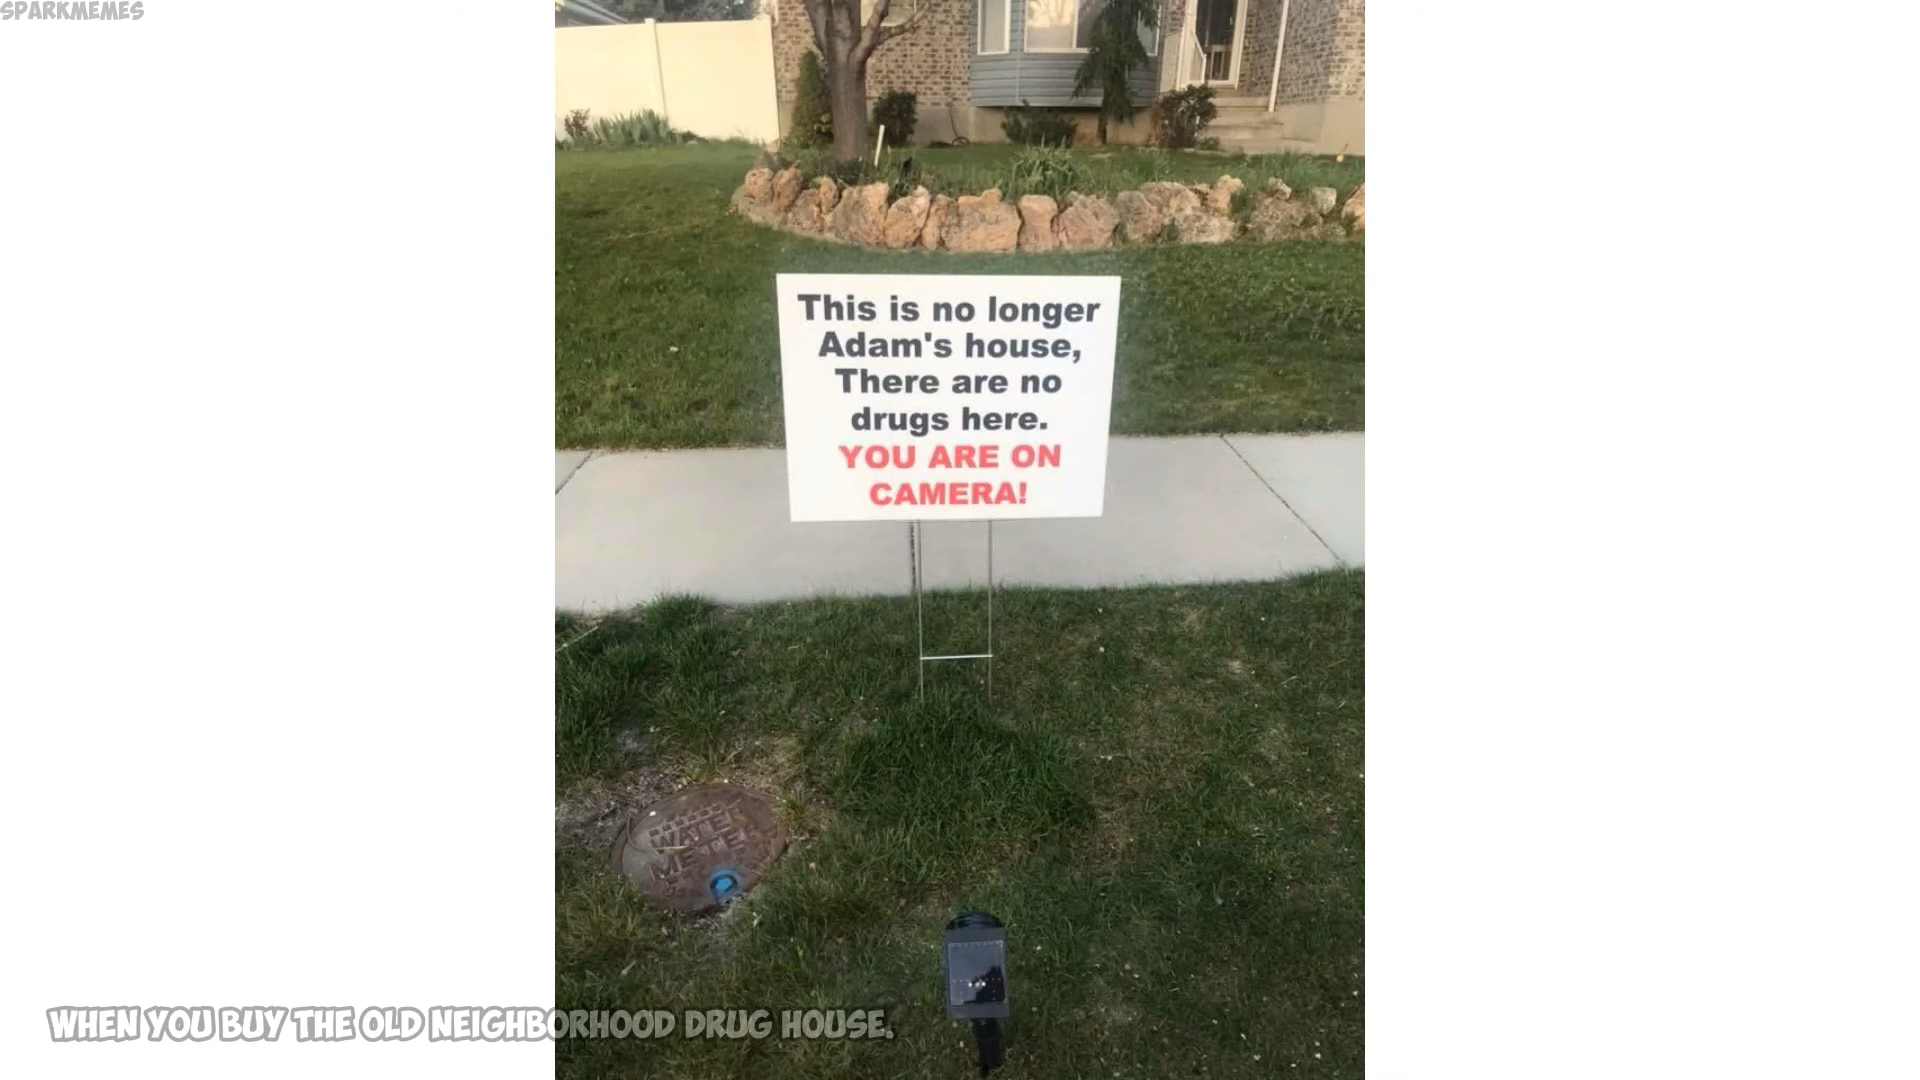 SPARKMEMES
This is no longer
Adam's house,
There are no
drugs here.
YOU ARE ON
CAMERA!
WATER
METER
WHEN YOU BUY THE OLD NEIGHBORHOOD DRUG HOUSE.